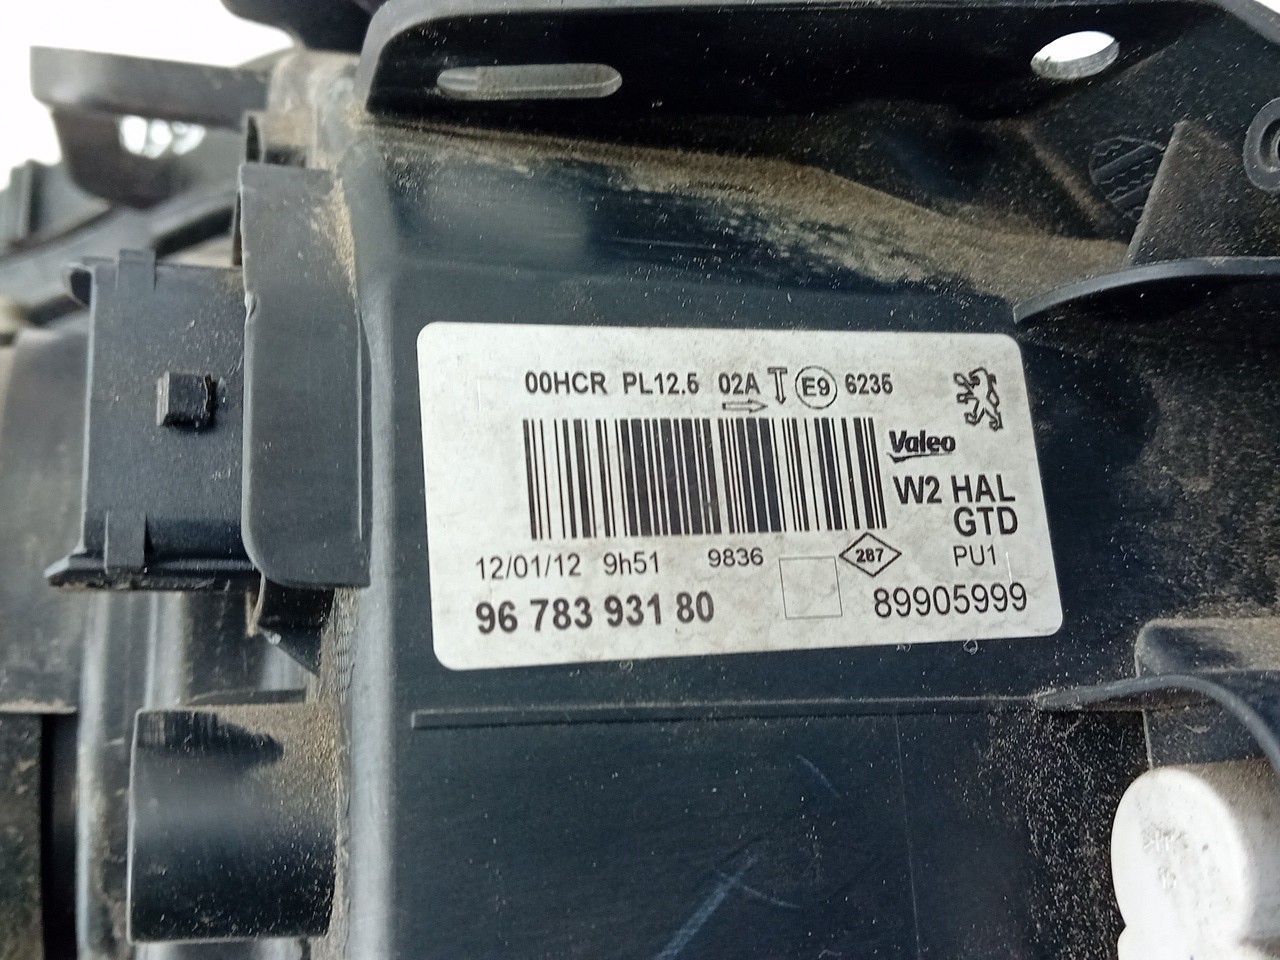 00HCR PL12.5 02A E9 6235
Valeo
W2 HAL
GTD
12/01/12 9h51 9836 287 PU1
96 783 931 80 89905999